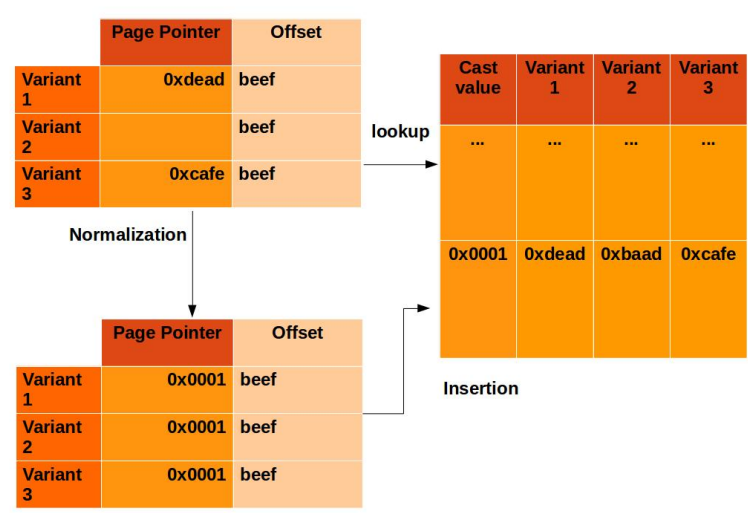 Page Pointer Offset
Variant 1 0xdead beef
Variant 2 beef
Variant 3 0xcafe beef
lookup
Cast value Variant 1 Variant 2 Variant 3
... ... ... ...
0x0001 0xdead 0xbaad 0xcafe
Normalization
Page Pointer Offset
Variant 1 0x0001 beef
Variant 2 0x0001 beef
Variant 3 0x0001 beef
Insertion